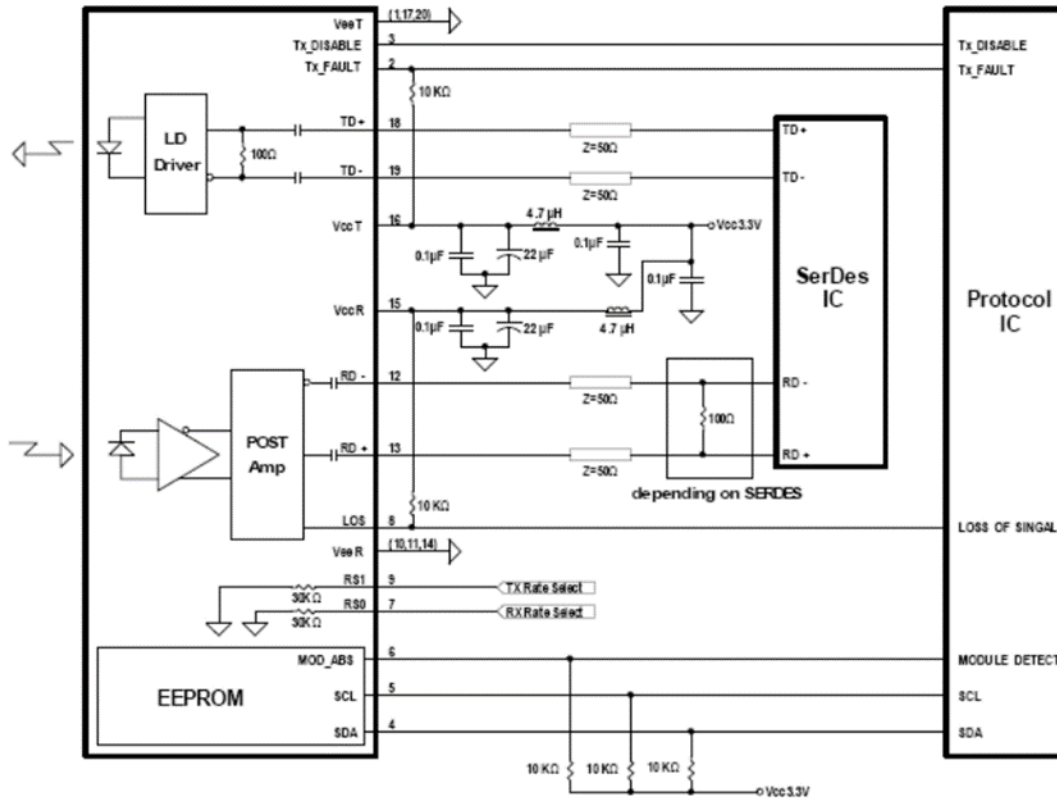 VeeT (1,17,20)
Tx_DISABLE 3 Tx_DISABLE
Tx_FAULT 2 Tx_FAULT
10 KΩ
LD
Driver
100Ω
TD+ 18 Z=50Ω TD+
TD- 19 Z=50Ω TD-
VccT 16 4.7 µH Vcc3.3V
0.1µF 22 µF 0.1µF 0.1µF
SerDes
IC
Protocol
IC
VccR 15
0.1µF 22 µF 4.7 µH
RD - 12 Z=50Ω RD -
100Ω
POST
Amp
RD + 13 Z=50Ω RD +
depending on SERDES
10 KΩ
LOS 8 LOSS OF SINGAL
VeeR (10,11,14)
RS1 9 TX Rate Select
30KΩ
RS0 7 RX Rate Select
30KΩ
MOD_ABS 6 MODULE DETECT
EEPROM
SCL 5 SCL
SDA 4 SDA
10 KΩ 10 KΩ 10 KΩ
Vcc3.3V